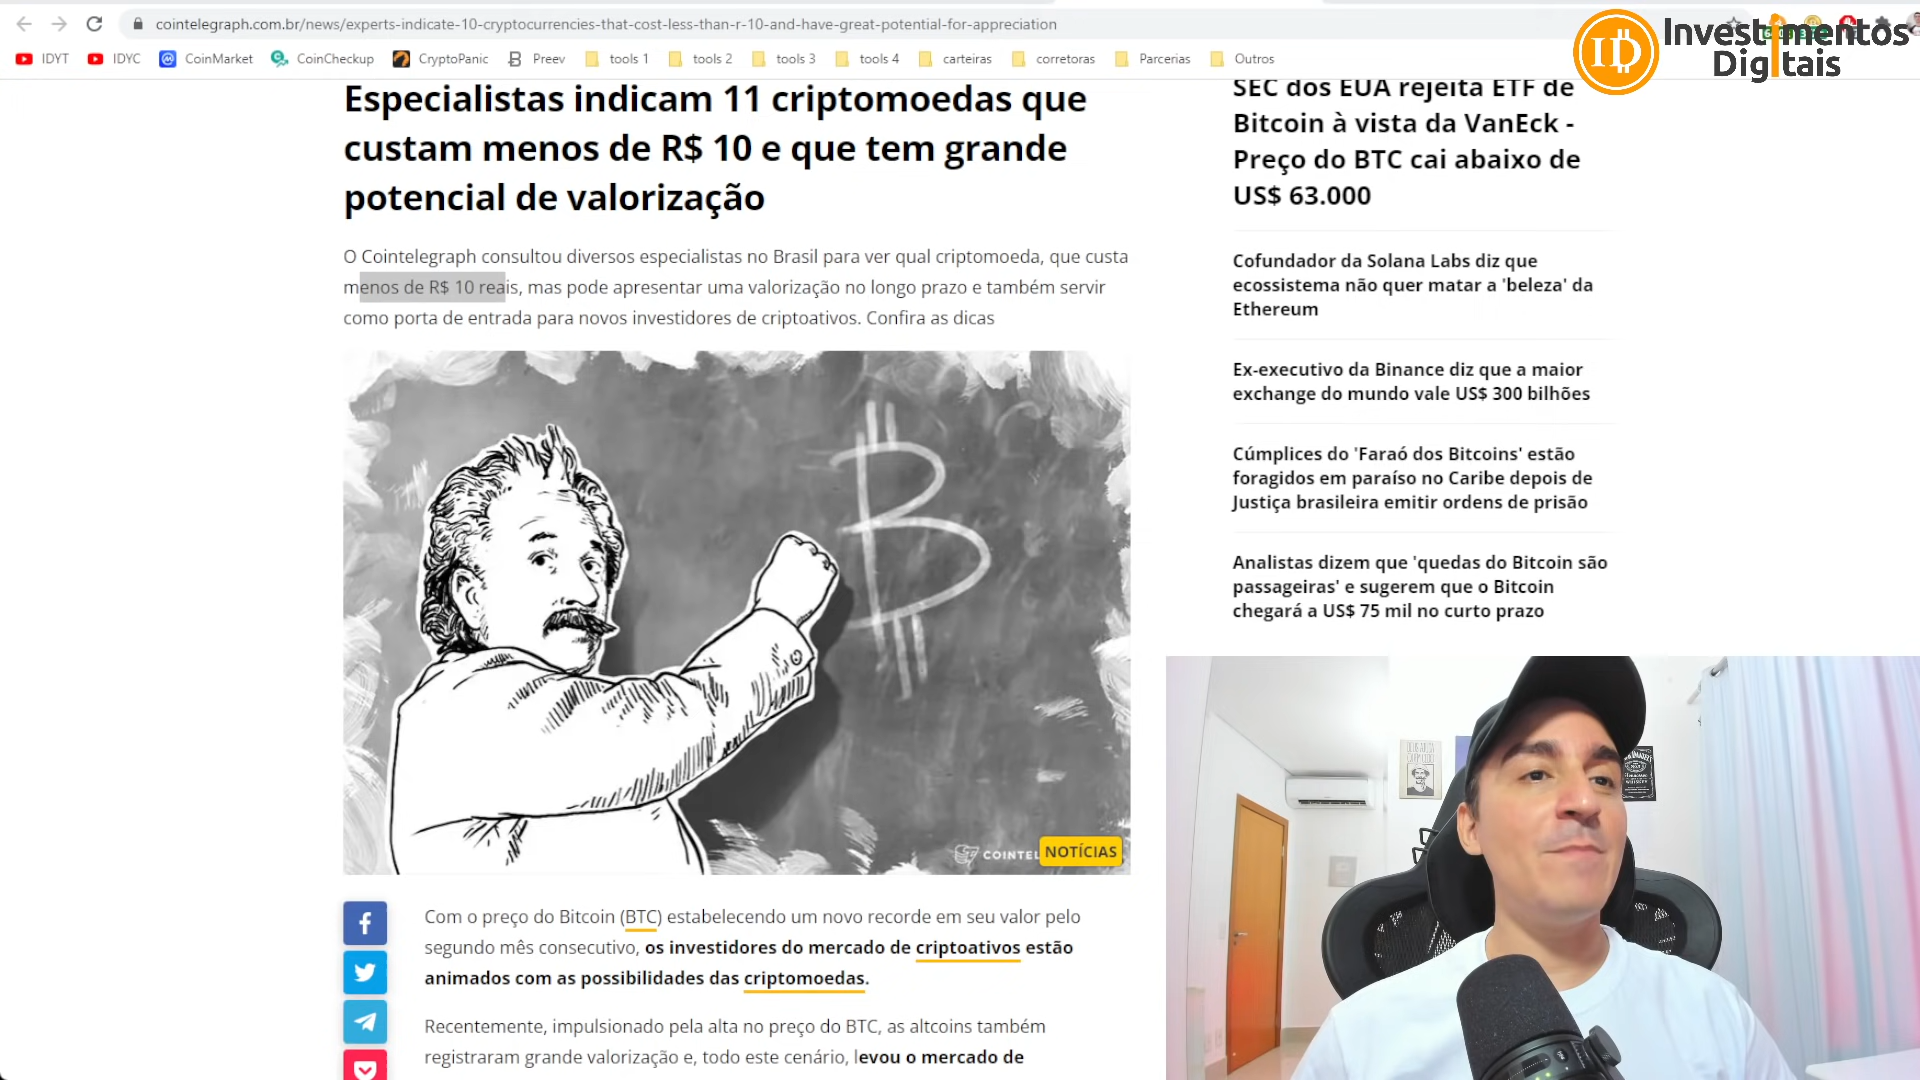 cointelegraph.com.br/news/experts-indicate-10-cryptocurrencies-that-cost-less-than-r-10-and-have-great-potential-for-appreciation
IDYT IDYC CoinMarket CoinCheckup CryptoPanic Preev tools 1 tools 2 tools 3 tools 4 carteiras corretoras Parcerias Outros
ID Investimentos
Digitais
Especialistas indicam 11 criptomoedas que
custam menos de R$ 10 e que tem grande
potencial de valorização
O Cointelegraph consultou diversos especialistas no Brasil para ver qual criptomoeda, que custa
menos de R$ 10 reais, mas pode apresentar uma valorização no longo prazo e também servir
como porta de entrada para novos investidores de criptoativos. Confira as dicas
COINTEL
NOTÍCIAS
Com o preço do Bitcoin (BTC) estabelecendo um novo recorde em seu valor pelo
segundo mês consecutivo, os investidores do mercado de criptoativos estão
animados com as possibilidades das criptomoedas.
Recentemente, impulsionado pela alta no preço do BTC, as altcoins também
registraram grande valorização e, todo este cenário, levou o mercado de
SEC dos EUA rejeita ETF de
Bitcoin à vista da VanEck -
Preço do BTC cai abaixo de
US$ 63.000
Cofundador da Solana Labs diz que
ecossistema não quer matar a 'beleza' da
Ethereum
Ex-executivo da Binance diz que a maior
exchange do mundo vale US$ 300 bilhões
Cúmplices do 'Faraó dos Bitcoins' estão
foragidos em paraíso no Caribe depois de
Justiça brasileira emitir ordens de prisão
Analistas dizem que 'quedas do Bitcoin são
passageiras' e sugerem que o Bitcoin
chegará a US$ 75 mil no curto prazo